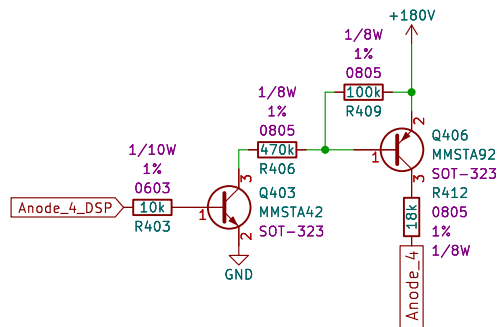 +180V
1/8W
1%
0805
100k
R409
1/8W
1%
0805
470k
R406
2
Q406
1
MMSTA92
SOT-323
3
1/10W
1%
0603
10k
R403
Anode_4_DSP
3
Q403
1
MMSTA42
SOT-323
2
GND
R412
18k
0805
1%
1/8W
Anode_4